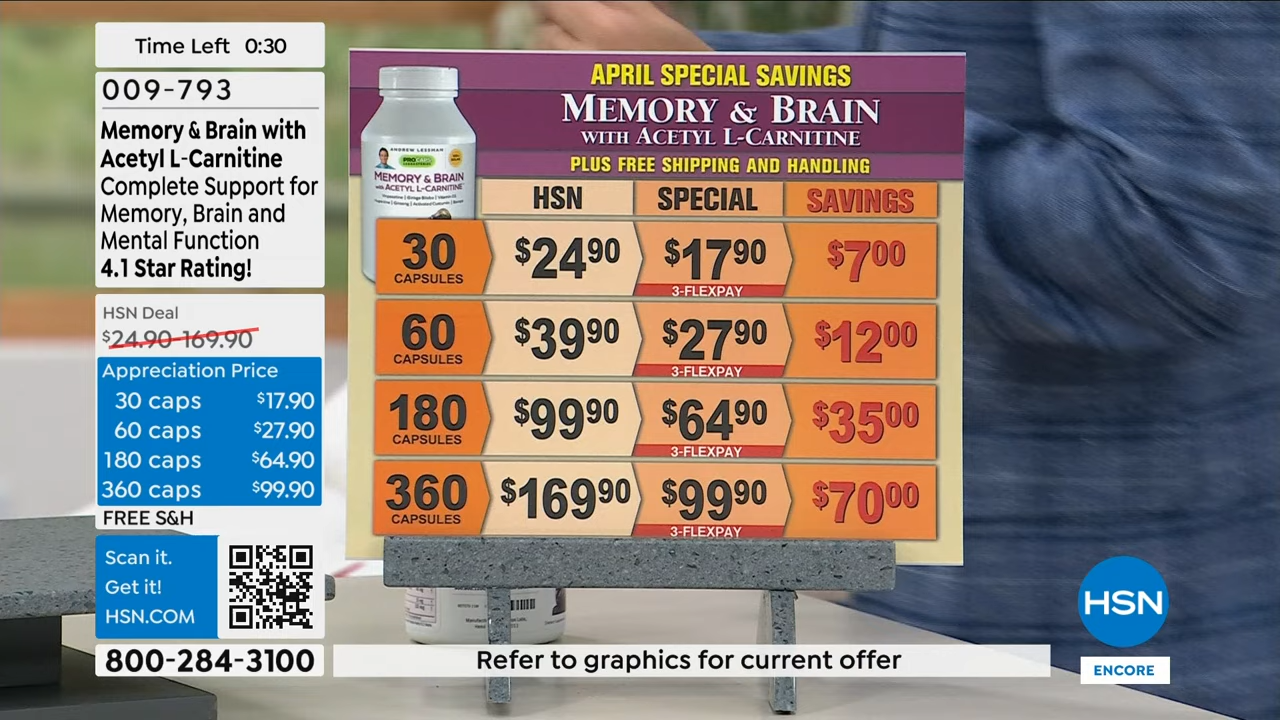 Time Left 0:30
009-793
Memory & Brain with
Acetyl L-Carnitine
Complete Support for
Memory, Brain and
Mental Function
4.1 Star Rating!
HSN Deal
$24.90-169.90
Appreciation Price
30 caps $17.90
60 caps $27.90
180 caps $64.90
360 caps $99.90
FREE S&H
Scan it.
Get it!
HSN.COM
800-284-3100
APRIL SPECIAL SAVINGS
MEMORY & BRAIN
WITH ACETYL L-CARNITINE
PLUS FREE SHIPPING AND HANDLING
ANDREW LESSMAN
PROCAPS
MEMORY & BRAIN
with ACETYL L-CARNITINE
HSN SPECIAL SAVINGS
30 CAPSULES $24.90 $17.90 $7.00
3-FLEXPAY
60 CAPSULES $39.90 $27.90 $12.00
3-FLEXPAY
180 CAPSULES $99.90 $64.90 $35.00
3-FLEXPAY
360 CAPSULES $169.90 $99.90 $70.00
3-FLEXPAY
Refer to graphics for current offer
HSN
ENCORE